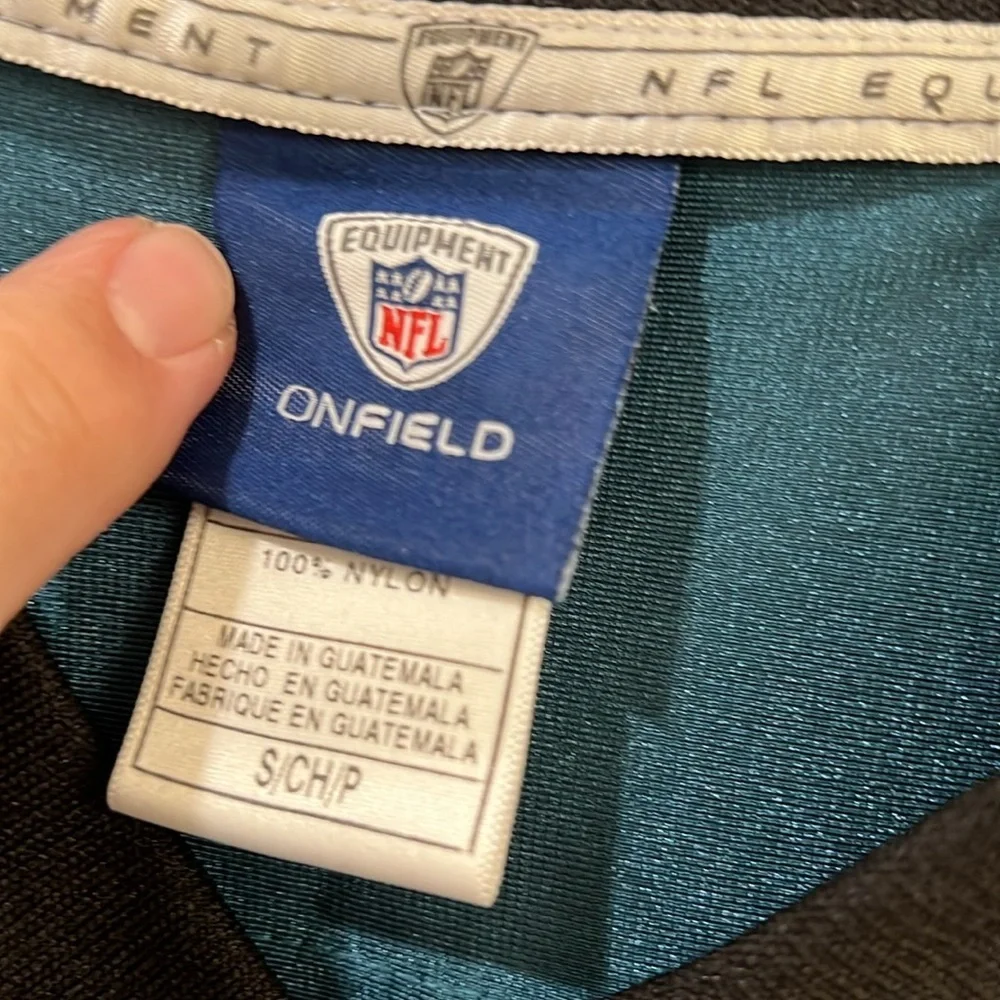 MENT
EQUIPMENT
NFL
NFL EQU
EQUIPMENT
NFL
ONFIELD
100% NYLON
MADE IN GUATEMALA
HECHO EN GUATEMALA
FABRIQUE EN GUATEMALA
S/CH/P